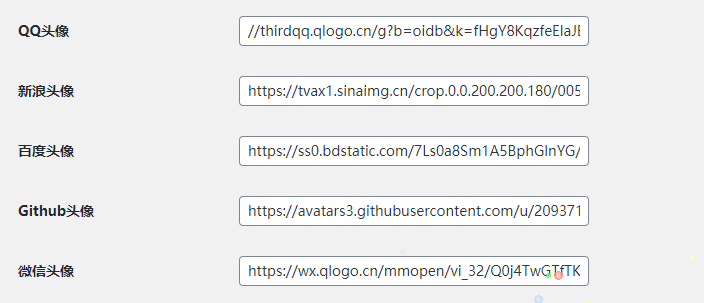 QQ头像
//thirdqq.qlogo.cn/g?b=oidb&k=fHgY8KqzfeElaJE
新浪头像
https://tvax1.sinaimg.cn/crop.0.0.200.200.180/005
百度头像
https://ss0.bdstatic.com/7Ls0a8Sm1A5BphGlnYG/
Github头像
https://avatars3.githubusercontent.com/u/209371
微信头像
https://wx.qlogo.cn/mmopen/vi_32/Q0j4TwGTfTK